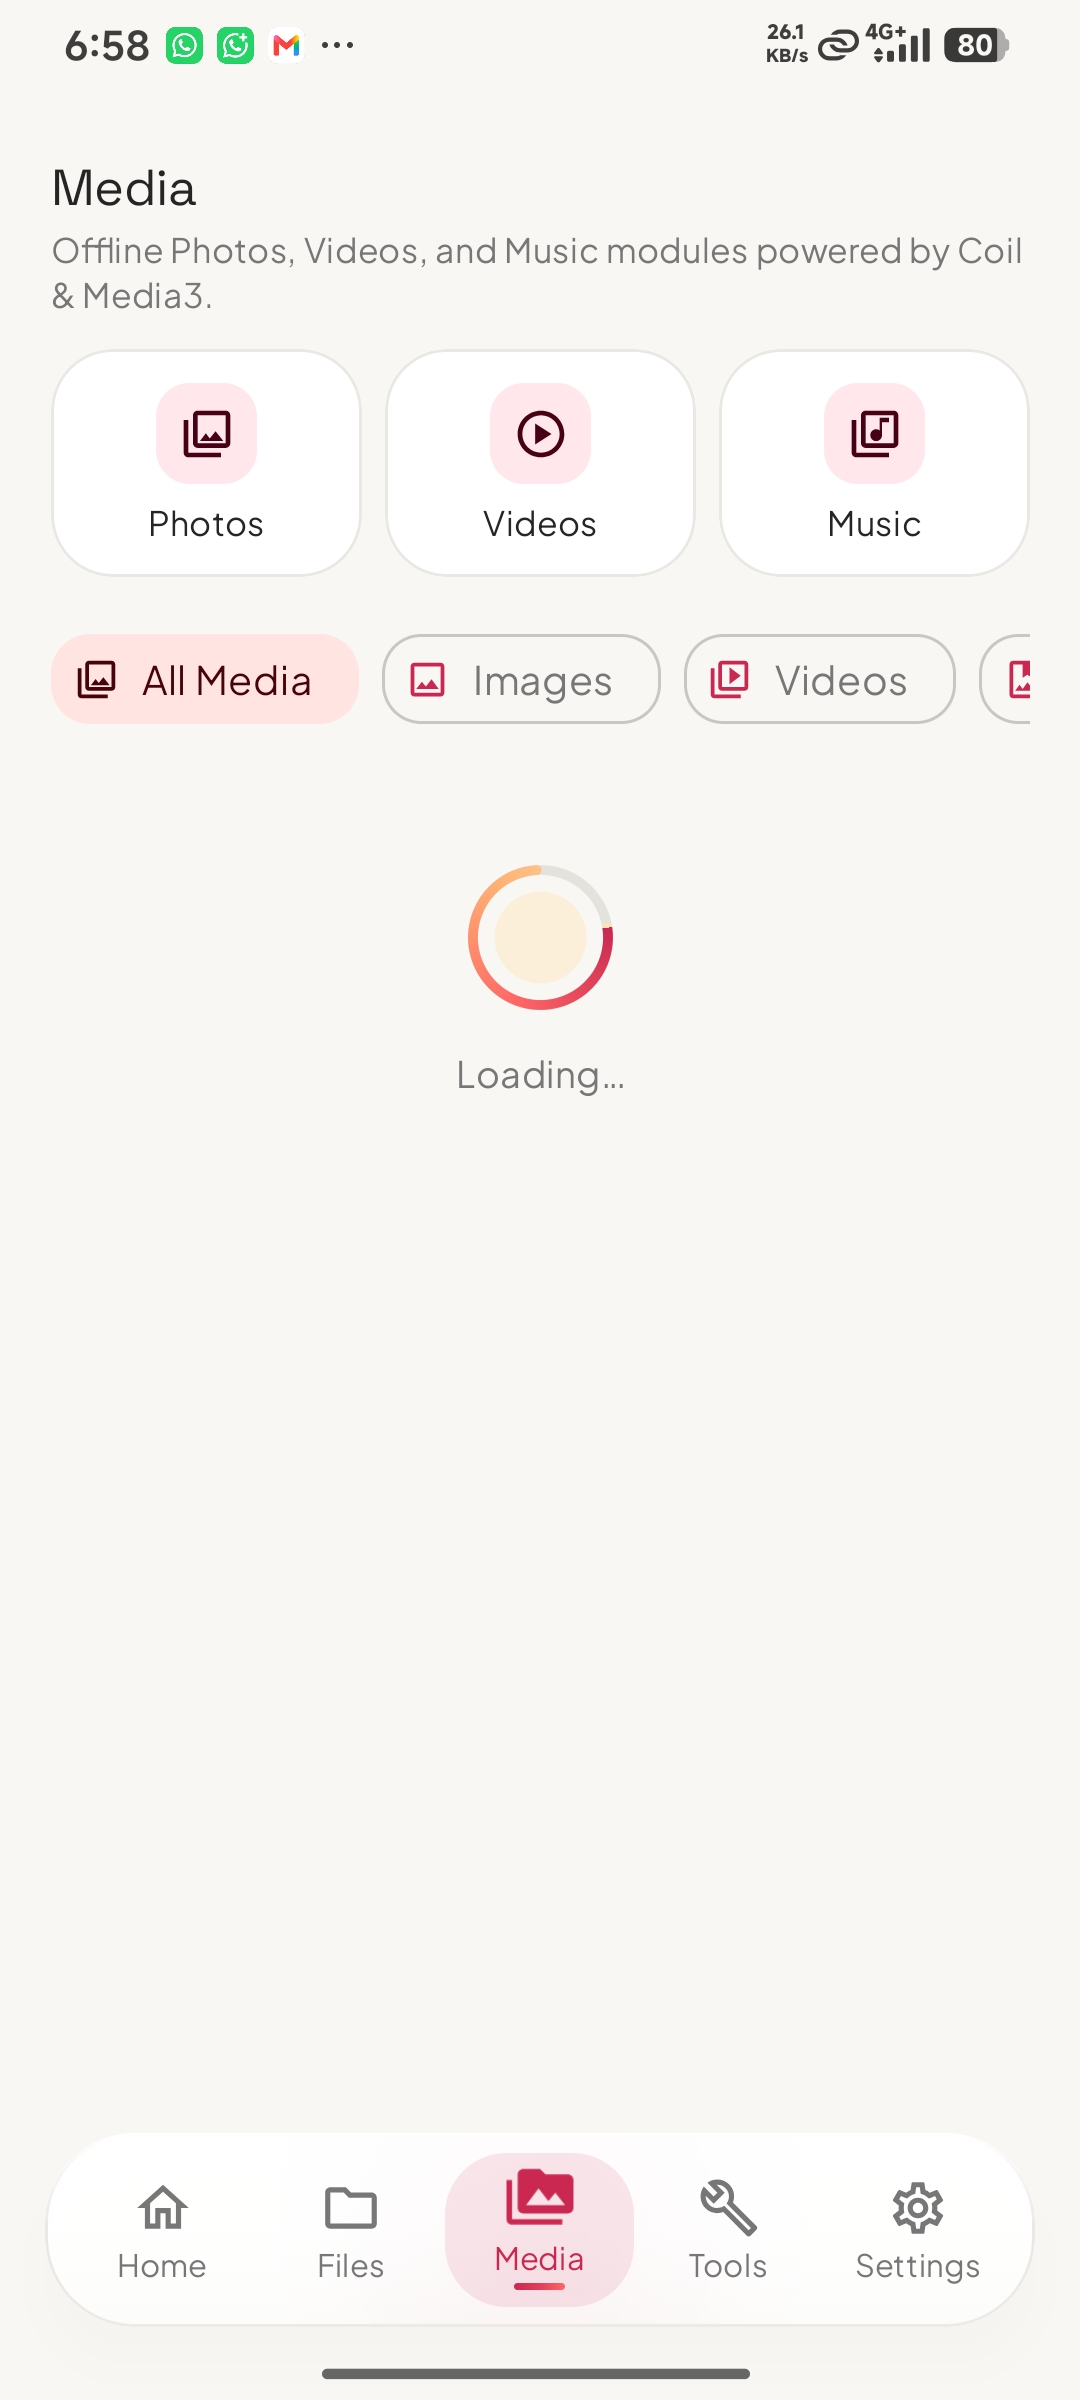 6:58
26.1
KB/s
4G+
80
Media
Offline Photos, Videos, and Music modules powered by Coil
& Media3.
Photos
Videos
Music
All Media
Images
Videos
Loading...
Home
Files
Media
Tools
Settings